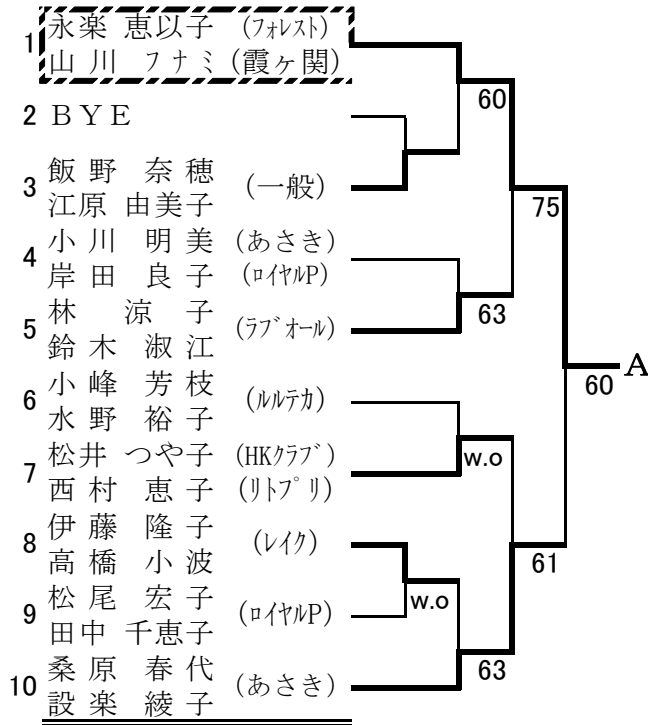 1 永楽 恵以子 (フォレスト)
山川 フナミ (霞ヶ関)
60
2 ＢＹＥ
3 飯野 奈穂 (一般)
江原 由美子
75
4 小川 明美 (あさき)
岸田 良子 (ロイヤルP)
63
5 林 涼子 (ラブオール)
鈴木 淑江
60 A
6 小峰 芳枝 (ルルテカ)
水野 裕子
w.o
7 松井 つや子 (HKクラブ)
西村 恵子 (リトプリ)
8 伊藤 隆子 (レイク)
高橋 小波
61
9 松尾 宏子 (ロイヤルP)
田中 千恵子
w.o
63
10 桑原 春代 (あさき)
設楽 綾子